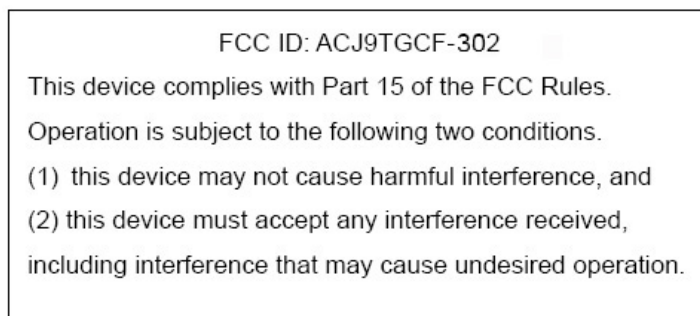 FCC ID: ACJ9TGCF-302
This device complies with Part 15 of the FCC Rules.
Operation is subject to the following two conditions.
(1) this device may not cause harmful interference, and
(2) this device must accept any interference received,
including interference that may cause undesired operation.